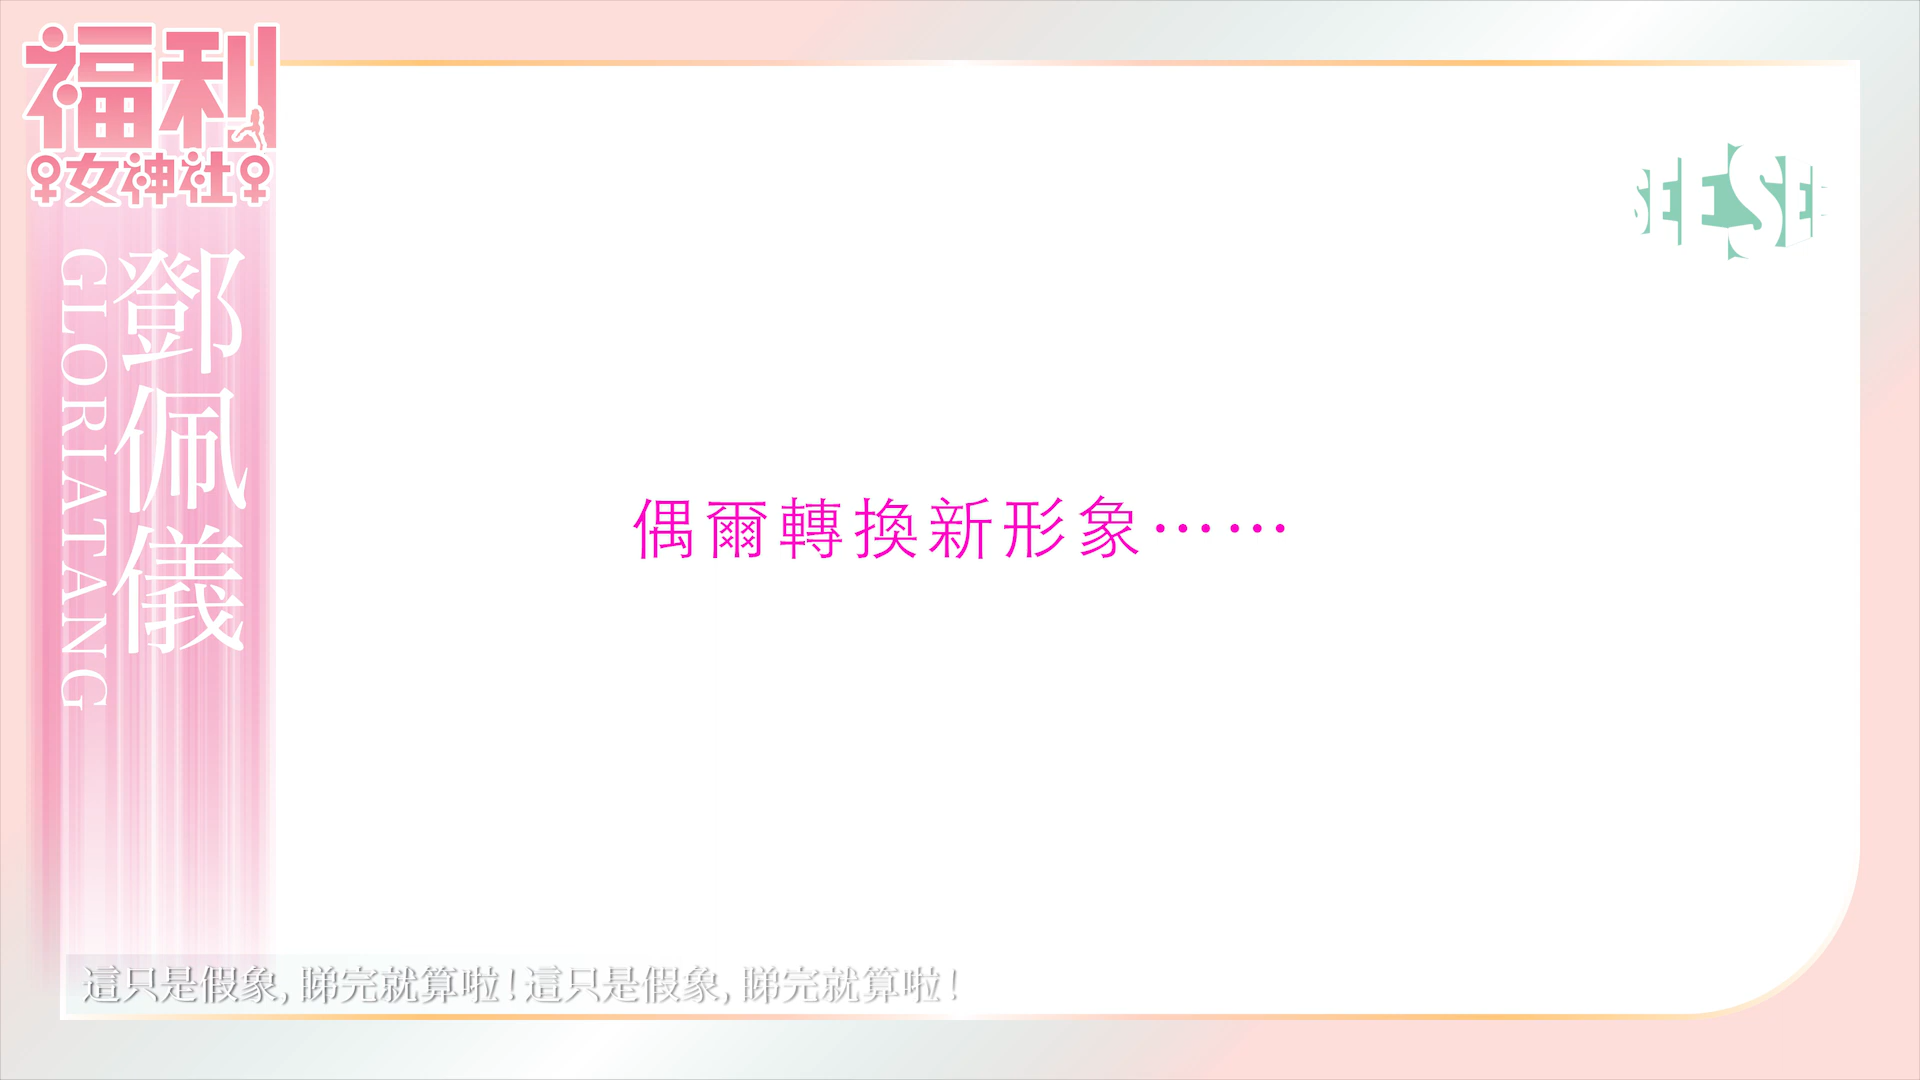 福利
♀女神社♀
鄧佩儀
GLORIATANG
SEESE
偶爾轉換新形象⋯⋯
這只是假象,睇完就算啦!這只是假象,睇完就算啦!